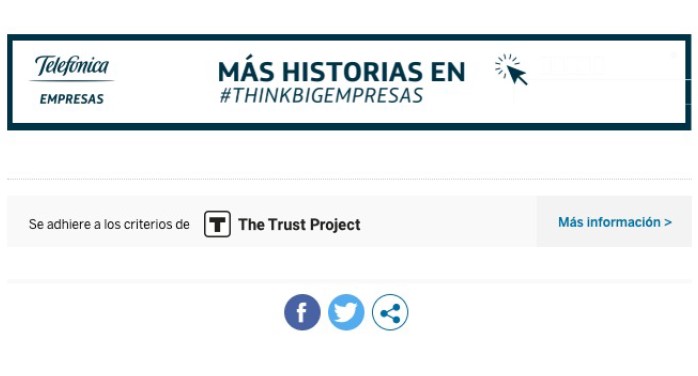 Telefónica
EMPRESAS
MÁS HISTORIAS EN
#THINKBIGEMPRESAS
Se adhiere a los criterios de T The Trust Project
Más información >
f